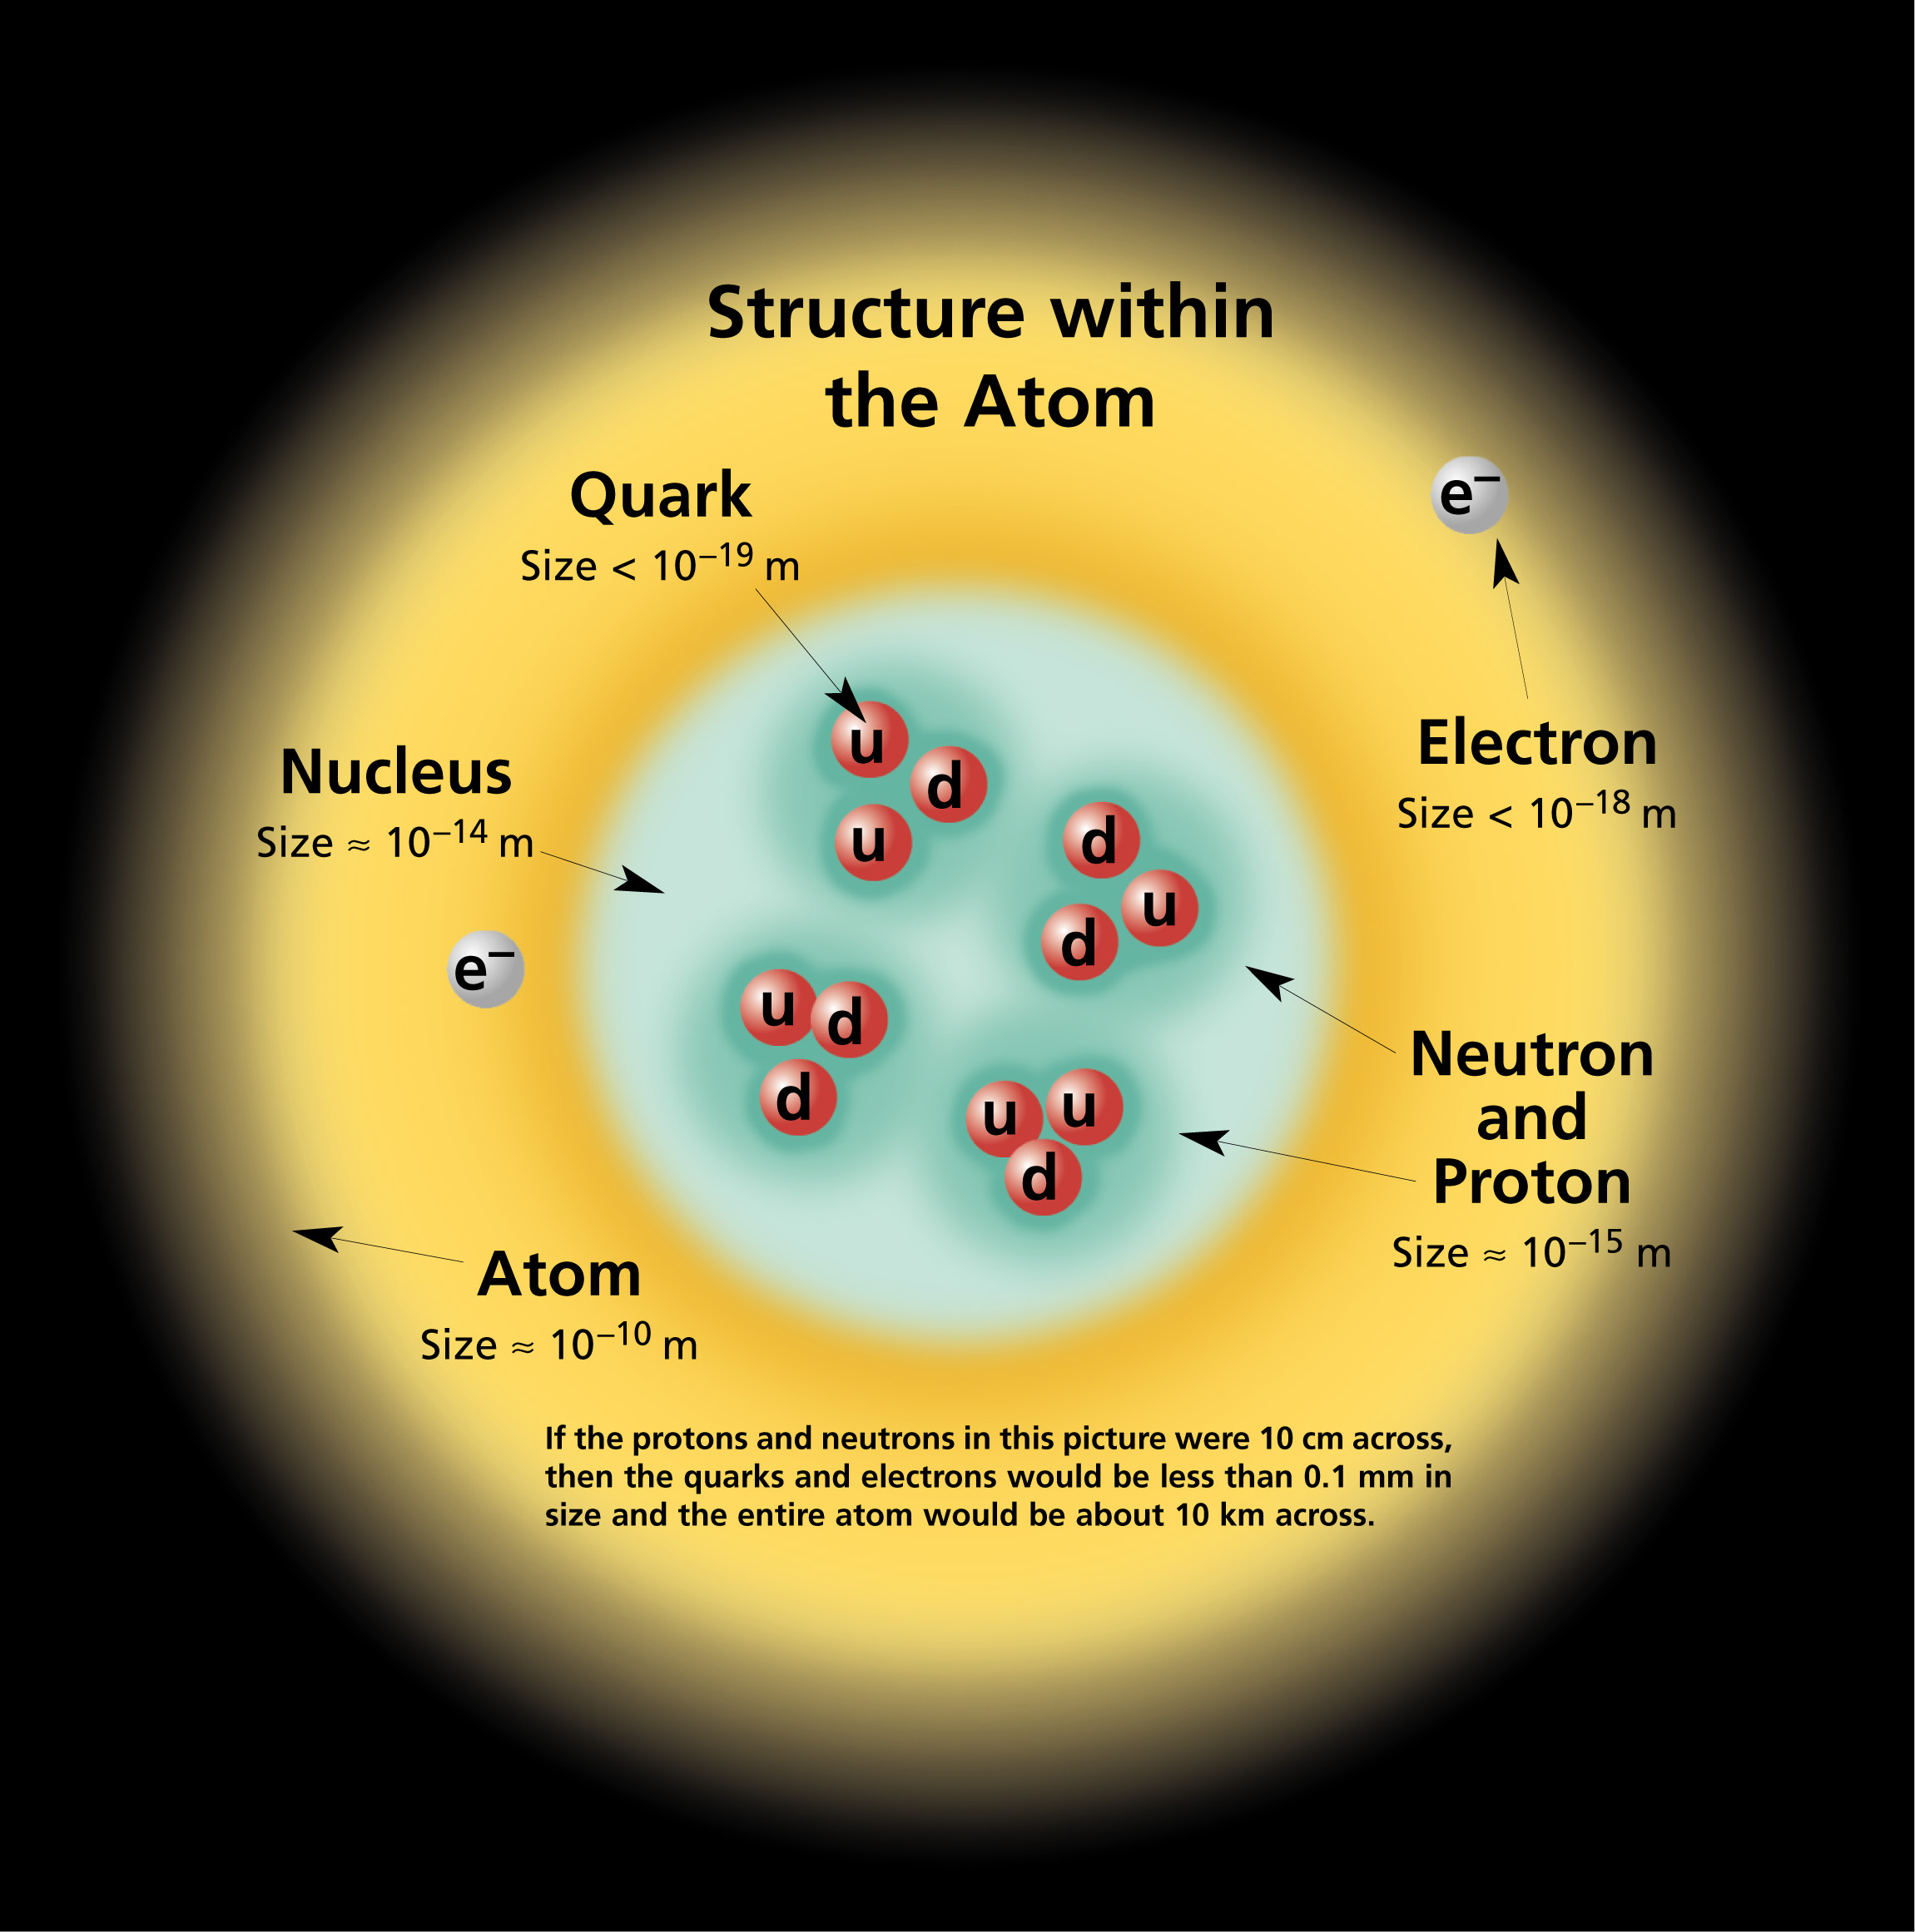 Structure within
the Atom
Quark
Size < 10⁻¹⁹ m
e⁻
Electron
Size < 10⁻¹⁸ m
Nucleus
Size ≈ 10⁻¹⁴ m
e⁻
u
d
u
d
u
d
u
d
d
u
u
d
Neutron
and
Proton
Size ≈ 10⁻¹⁵ m
Atom
Size ≈ 10⁻¹⁰ m
If the protons and neutrons in this picture were 10 cm across,
then the quarks and electrons would be less than 0.1 mm in
size and the entire atom would be about 10 km across.